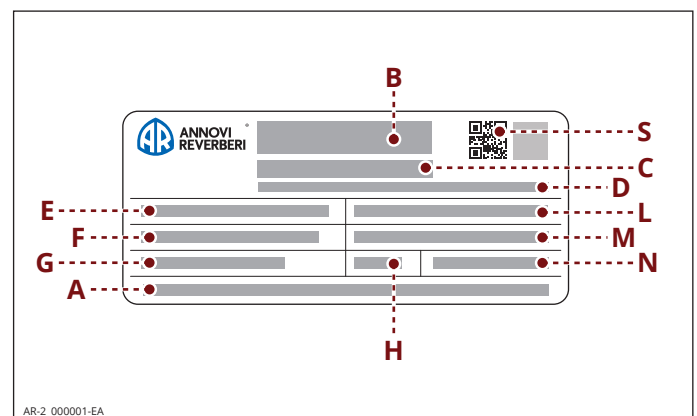 B
ANNOVI
REVERBERI
S
C
D
E
L
F
M
G
N
A
H
AR-2 000001-EA